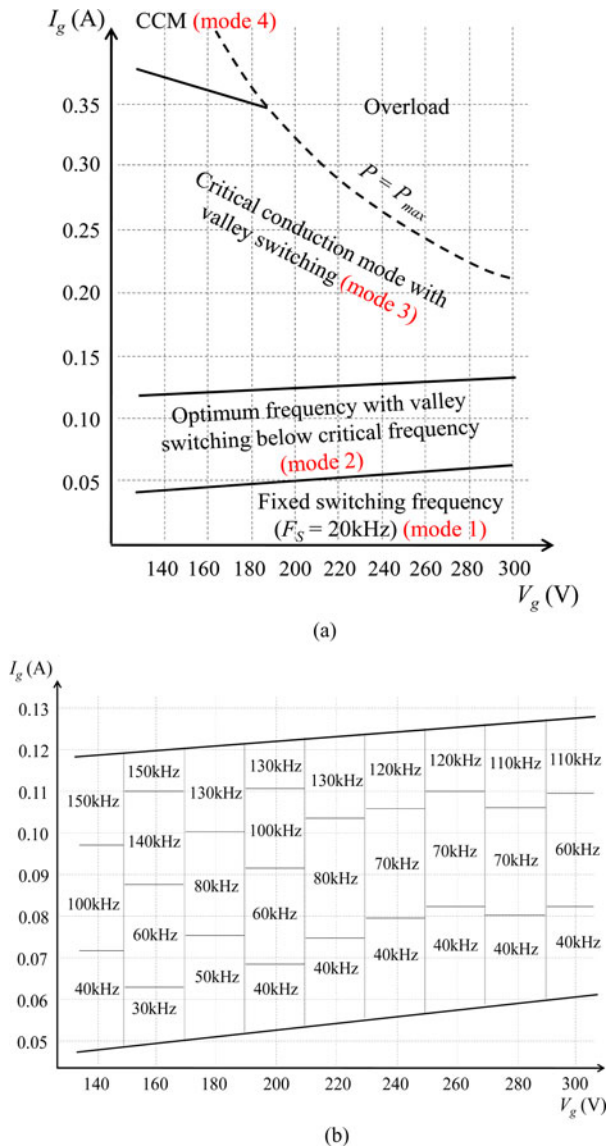 I_g (A)
CCM (mode 4)
Overload
P = P_max
Critical conduction mode with
valley switching (mode 3)
Optimum frequency with valley
switching below critical frequency
(mode 2)
Fixed switching frequency
(F_S = 20kHz) (mode 1)
0.35
0.30
0.25
0.20
0.15
0.10
0.05
140 160 180 200 220 240 260 280 300
V_g (V)
(a)
I_g (A)
0.13
0.12
0.11
0.10
0.09
0.08
0.07
0.06
0.05
150kHz 100kHz 40kHz
150kHz 140kHz 60kHz 30kHz
130kHz 80kHz 50kHz
130kHz 100kHz 60kHz 40kHz
130kHz 80kHz 40kHz
120kHz 70kHz 40kHz
120kHz 70kHz 40kHz
110kHz 70kHz 40kHz
110kHz 60kHz 40kHz
140 160 180 200 220 240 260 280 300
V_g (V)
(b)